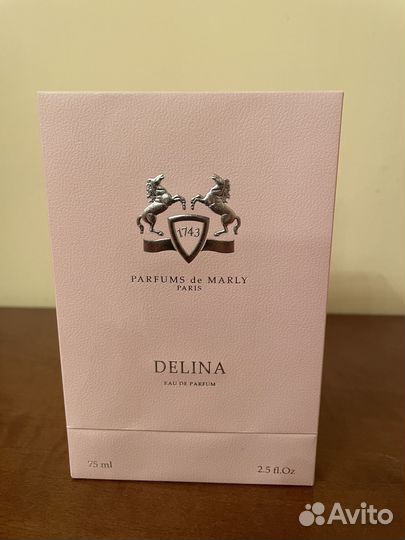 1743
PARFUMS de MARLY
PARIS
DELINA
EAU DE PARFUM
75 ml 2.5 fl.Oz
Avito